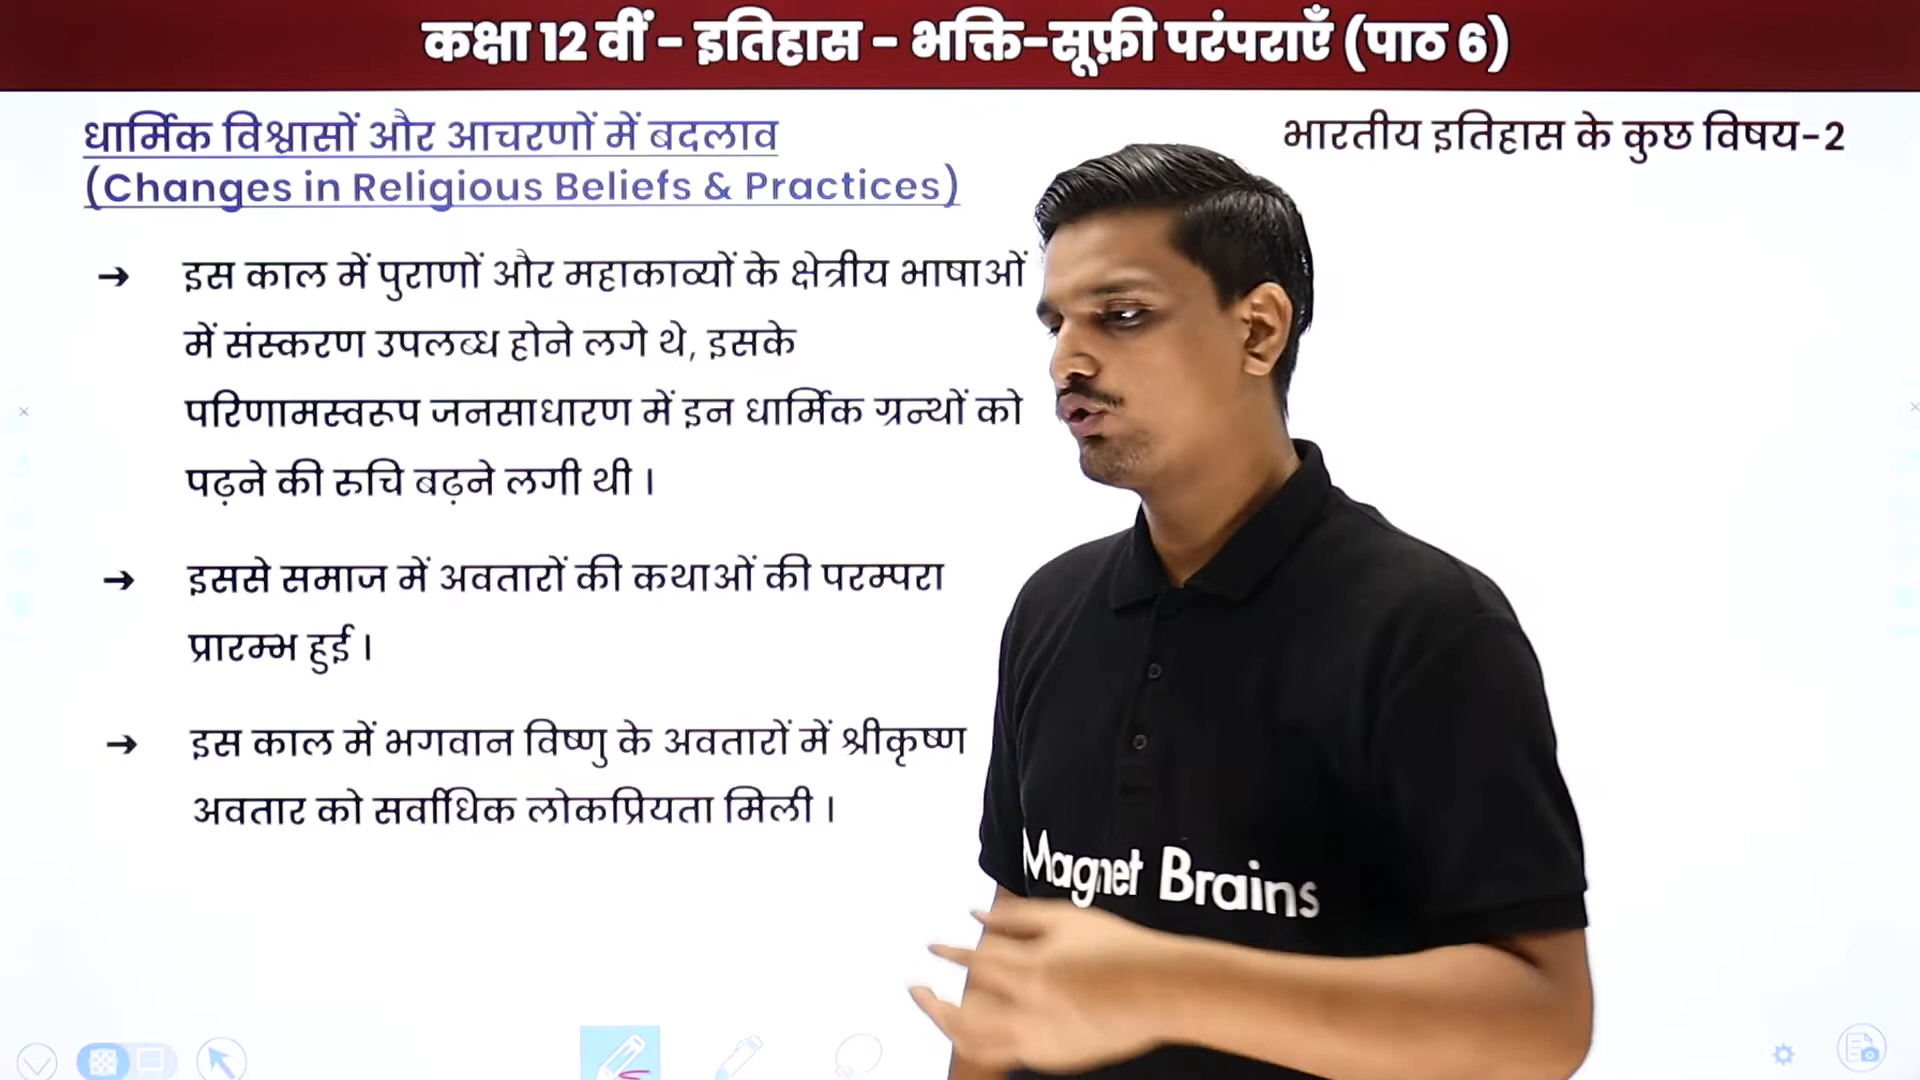 कक्षा 12 वीं - इतिहास - भक्ति-सूफ़ी परंपराएँ (पाठ 6)
धार्मिक विश्वासों और आचरणों में बदलाव
(Changes in Religious Beliefs & Practices)
भारतीय इतिहास के कुछ विषय-2
➔ इस काल में पुराणों और महाकाव्यों के क्षेत्रीय भाषाओं
में संस्करण उपलब्ध होने लगे थे, इसके
परिणामस्वरूप जनसाधारण में इन धार्मिक ग्रन्थों को
पढ़ने की रुचि बढ़ने लगी थी ।
➔ इससे समाज में अवतारों की कथाओं की परम्परा
प्रारम्भ हुई ।
➔ इस काल में भगवान विष्णु के अवतारों में श्रीकृष्ण
अवतार को सर्वाधिक लोकप्रियता मिली ।
Magnet Brains